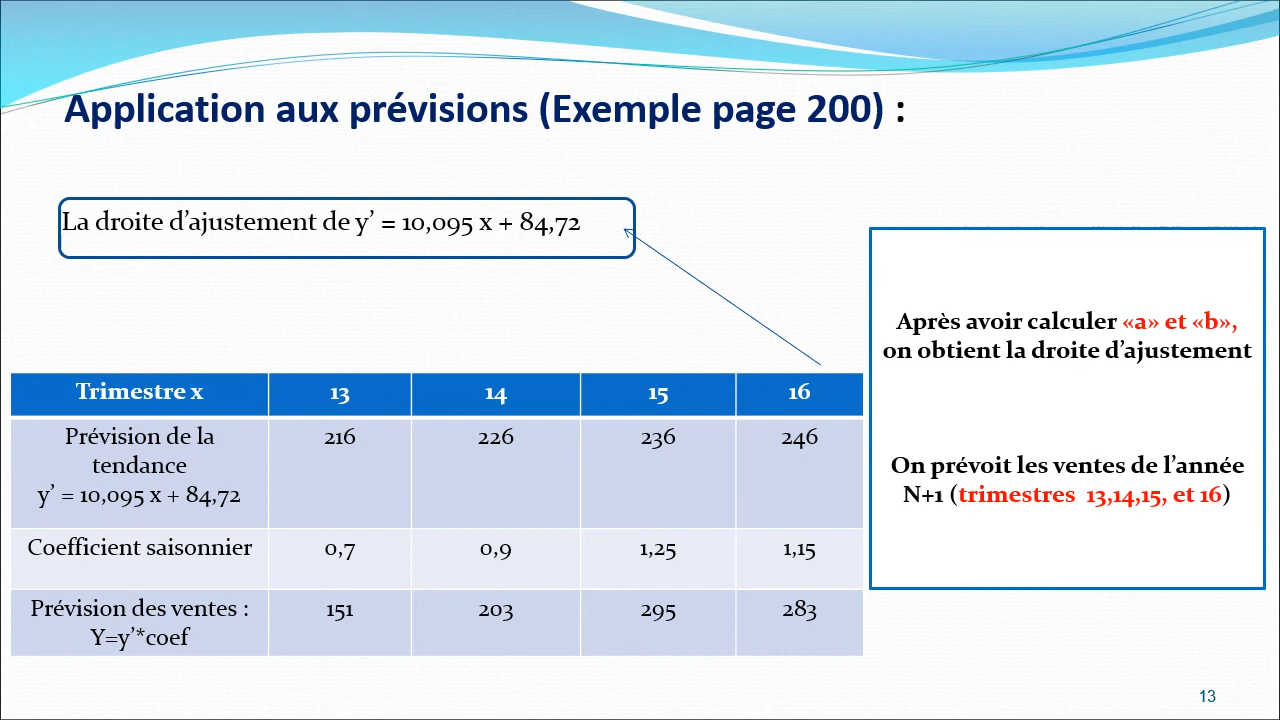 Application aux prévisions (Exemple page 200) :
La droite d’ajustement de y’ = 10,095 x + 84,72
Après avoir calculer «a» et «b»,
on obtient la droite d’ajustement
On prévoit les ventes de l’année
N+1 (trimestres 13,14,15, et 16)
Trimestre x 13 14 15 16
Prévision de la 216 226 236 246
tendance
y’ = 10,095 x + 84,72
Coefficient saisonnier 0,7 0,9 1,25 1,15
Prévision des ventes : 151 203 295 283
Y=y’*coef
13